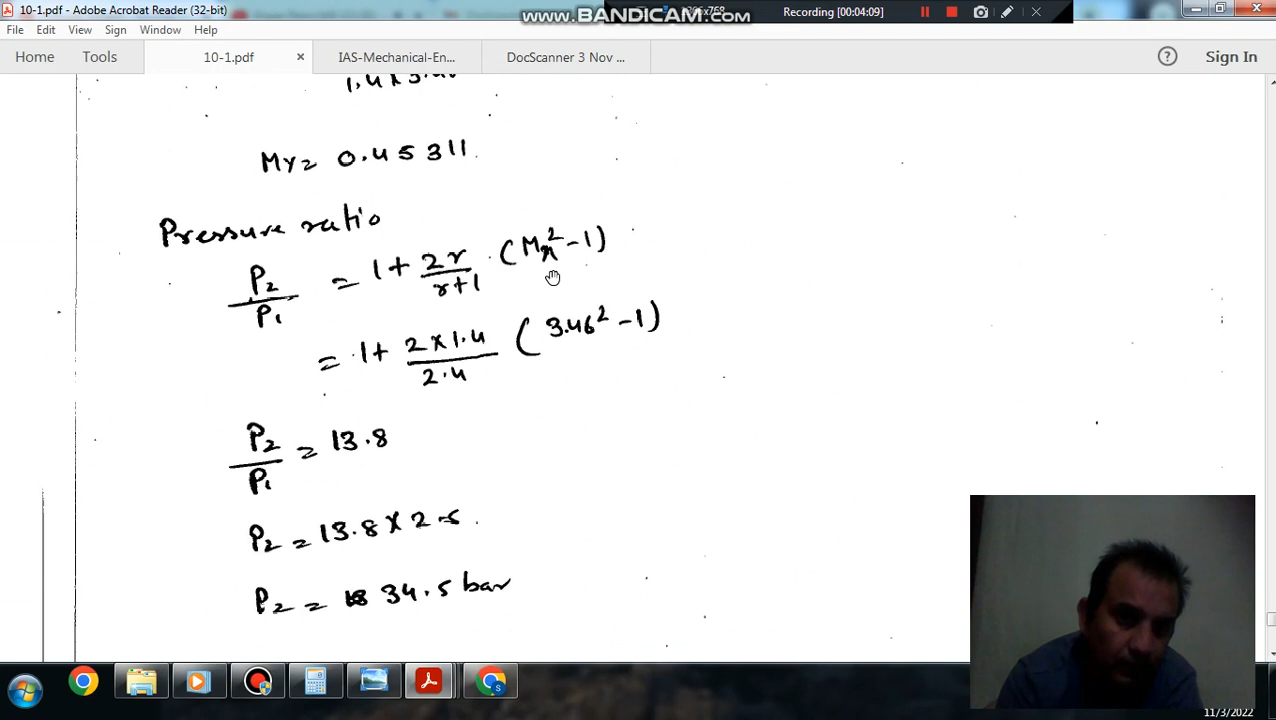 10-1.pdf - Adobe Acrobat Reader (32-bit)
www.BANDICAM.com
Recording [00:04:09]
File Edit View Sign Window Help
Home Tools 10-1.pdf × IAS-Mechanical-En... DocScanner 3 Nov ... ? Sign In
My = 0.45311
Pressure ratio
P2/P1 = 1 + 2r/r+1 . (Mx² - 1)
= 1 + 2×1.4/2.4 (3.46² - 1)
P2/P1 = 13.8
P2 = 13.8 × 2.5
P2 = 34.5 bar
11/3/2022